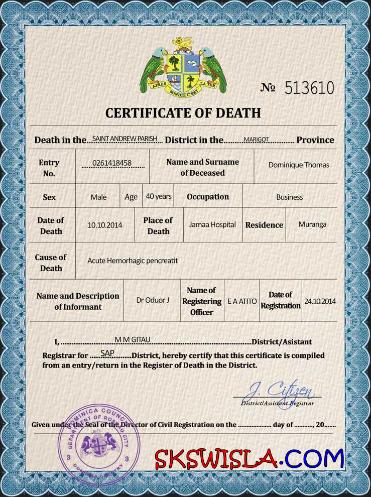 № 513610
CERTIFICATE OF DEATH
Death in the SAINT ANDREW PARISH District in the MARIGOT Province
Entry No. 0261418458 Name and Surname of Deceased Dominique Thomas
Sex Male Age 40 years Occupation Business
Date of Death 10.10.2014 Place of Death Jamaa Hospital Residence Muranga
Cause of Death Acute Hemorhagic pencreatit
Name and Description of Informant Dr Oduor J Name of Registering Officer E A ATITO Date of Registration 24.10.2014
I, M M GITAU District/Asistant
Registrar for SAP District, hereby certify that this certificate is compiled
from an entry/return in the Register of Death in the District.
J. Citizen
District/Assistant Registrar
Given under the Seal of the Director of Civil Registration on the day of , 20
SKSWISLA.COM